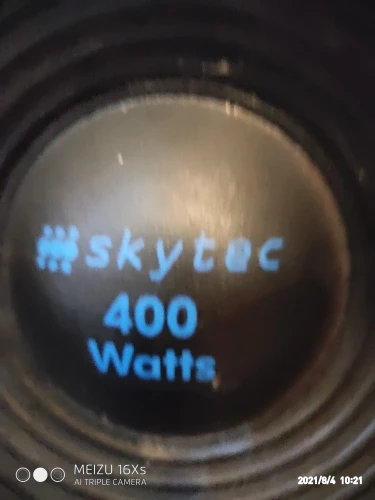 skytec
400
Watts
MEIZU 16Xs
AI TRIPLE CAMERA
2021/8/4 10:21